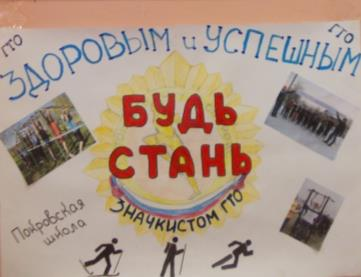 ГТО
ГТО
ЗДОРОВЫМ и УСПЕШНЫМ
БУДЬ
СТАНЬ
ЗНАЧКИСТОМ ГТО
Покровская
школа